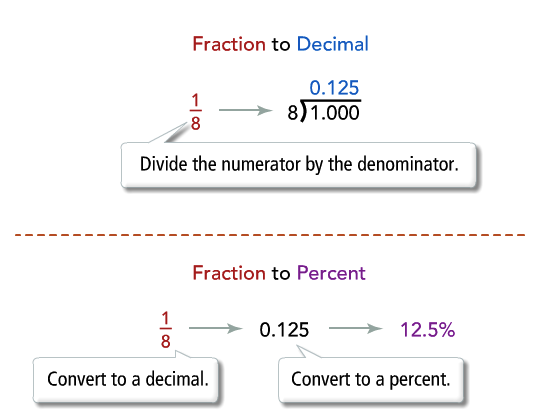 Fraction to Decimal
0.125
1/8 → 8)1.000
Divide the numerator by the denominator.
Fraction to Percent
1/8 → 0.125 → 12.5%
Convert to a decimal. Convert to a percent.